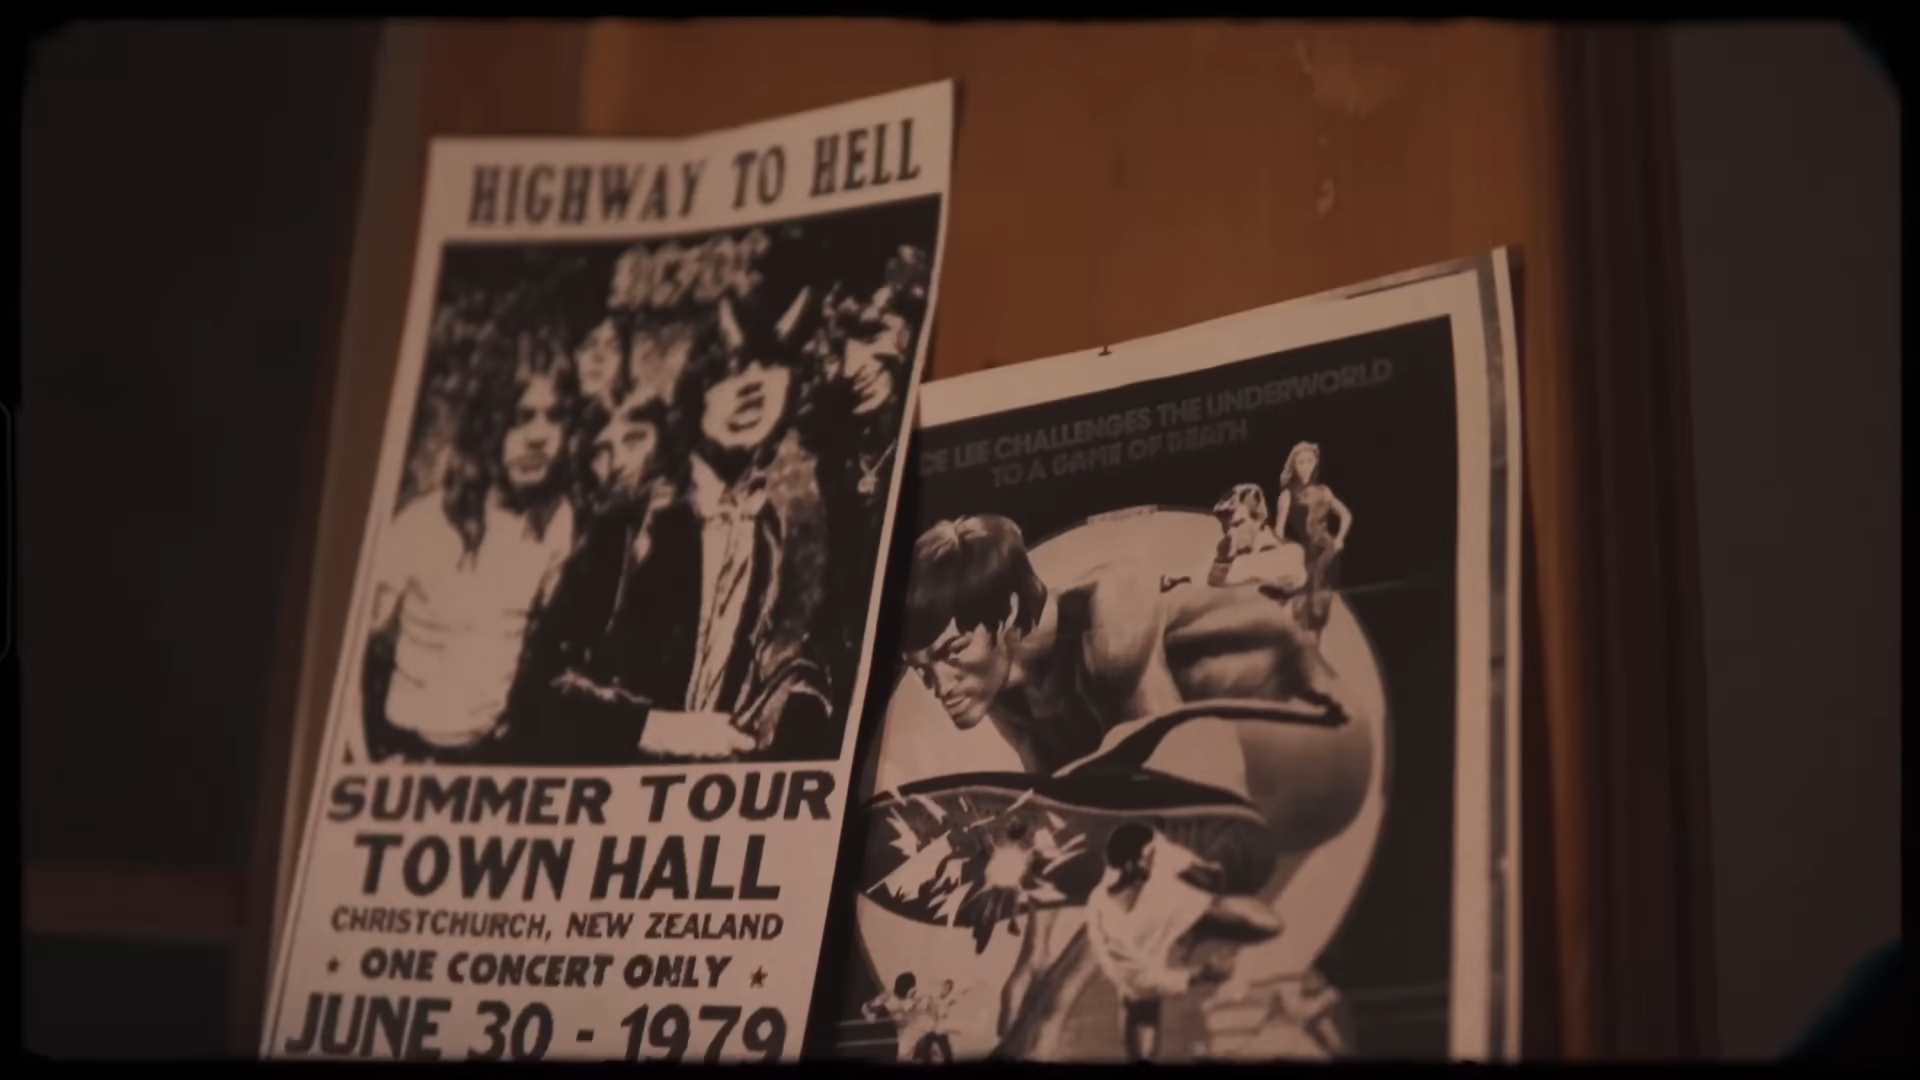 HIGHWAY TO HELL
AC/DC
SUMMER TOUR
TOWN HALL
CHRISTCHURCH, NEW ZEALAND
★ ONE CONCERT ONLY ★
JUNE 30 - 1979
CE LEE CHALLENGES THE UNDERWORLD
TO A GAME OF DEATH